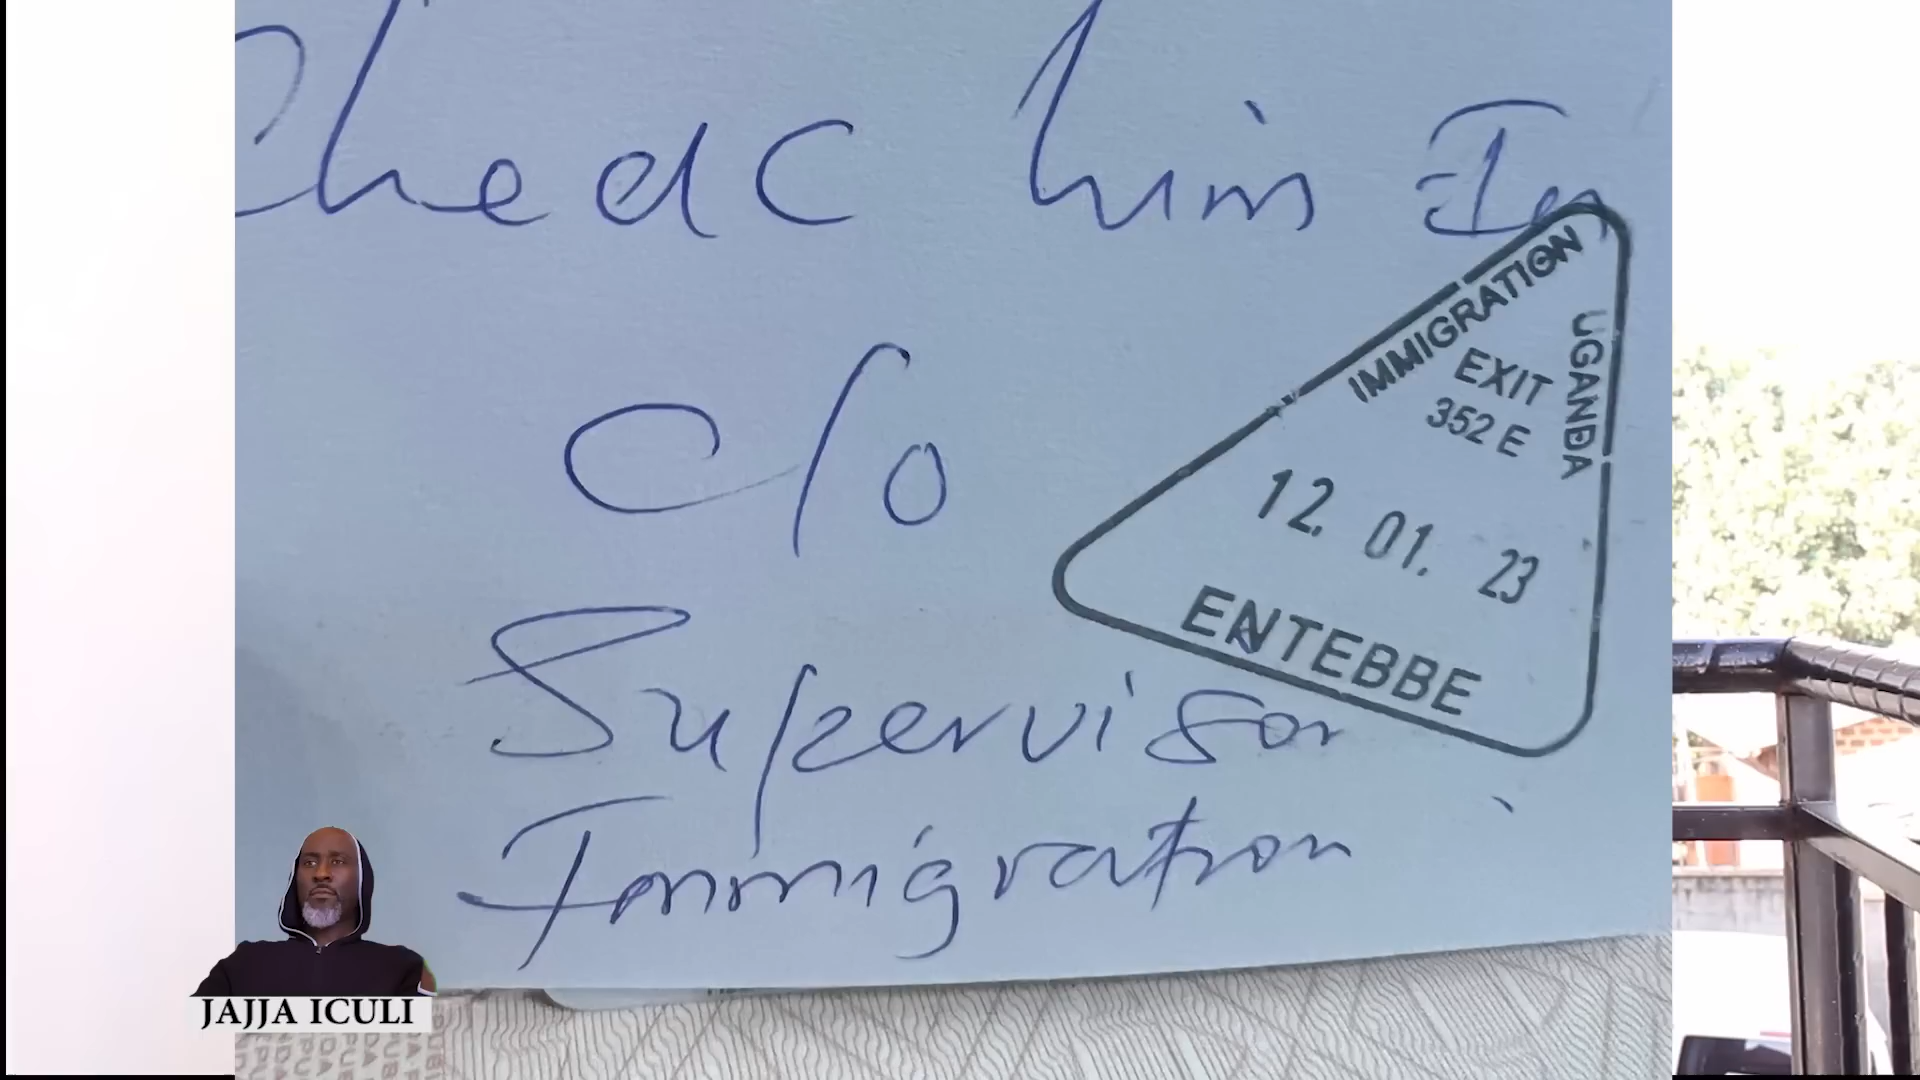 Check him In
c/o
Supervisor
Immigration
IMMIGRATION
UGANDA
EXIT
352 E
12. 01. 23
ENTEBBE
JAJJA ICULI